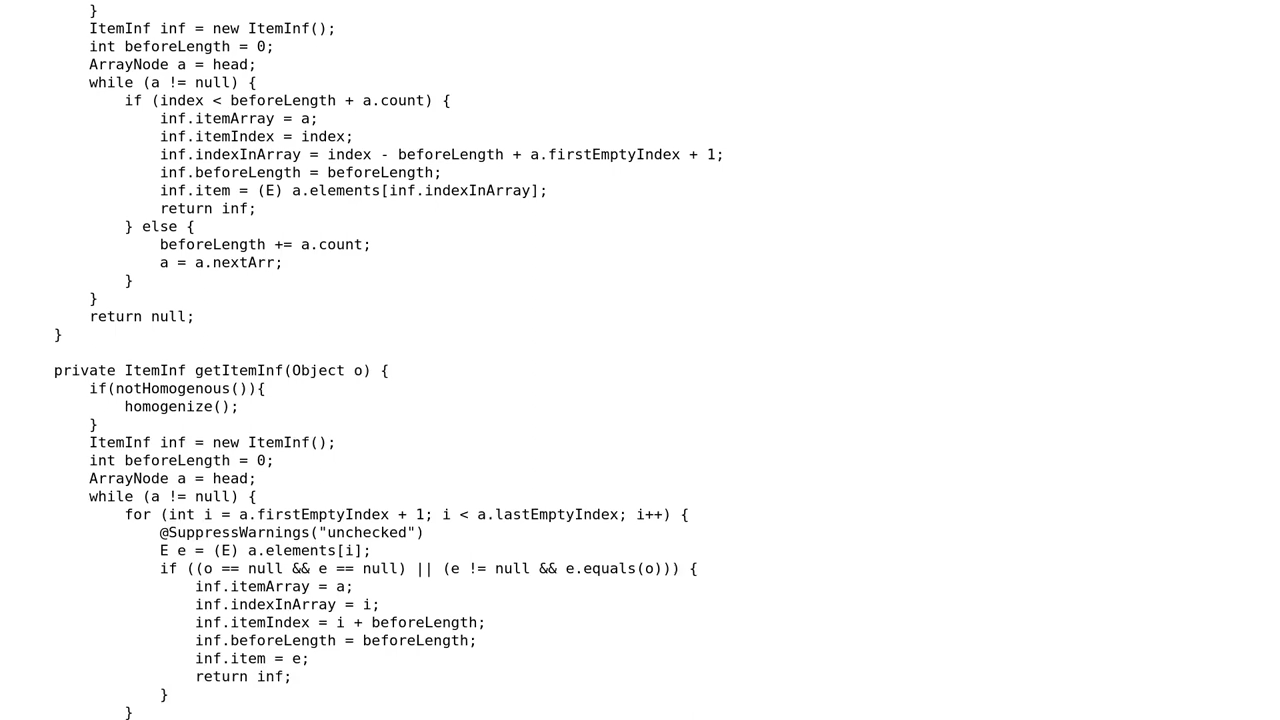 }
        ItemInf inf = new ItemInf();
        int beforeLength = 0;
        ArrayNode a = head;
        while (a != null) {
            if (index < beforeLength + a.count) {
                inf.itemArray = a;
                inf.itemIndex = index;
                inf.indexInArray = index - beforeLength + a.firstEmptyIndex + 1;
                inf.beforeLength = beforeLength;
                inf.item = (E) a.elements[inf.indexInArray];
                return inf;
            } else {
                beforeLength += a.count;
                a = a.nextArr;
            }
        }
        return null;
    }

    private ItemInf getItemInf(Object o) {
        if(notHomogenous()){
            homogenize();
        }
        ItemInf inf = new ItemInf();
        int beforeLength = 0;
        ArrayNode a = head;
        while (a != null) {
            for (int i = a.firstEmptyIndex + 1; i < a.lastEmptyIndex; i++) {
                @SuppressWarnings("unchecked")
                E e = (E) a.elements[i];
                if ((o == null && e == null) || (e != null && e.equals(o))) {
                    inf.itemArray = a;
                    inf.indexInArray = i;
                    inf.itemIndex = i + beforeLength;
                    inf.beforeLength = beforeLength;
                    inf.item = e;
                    return inf;
                }
            }